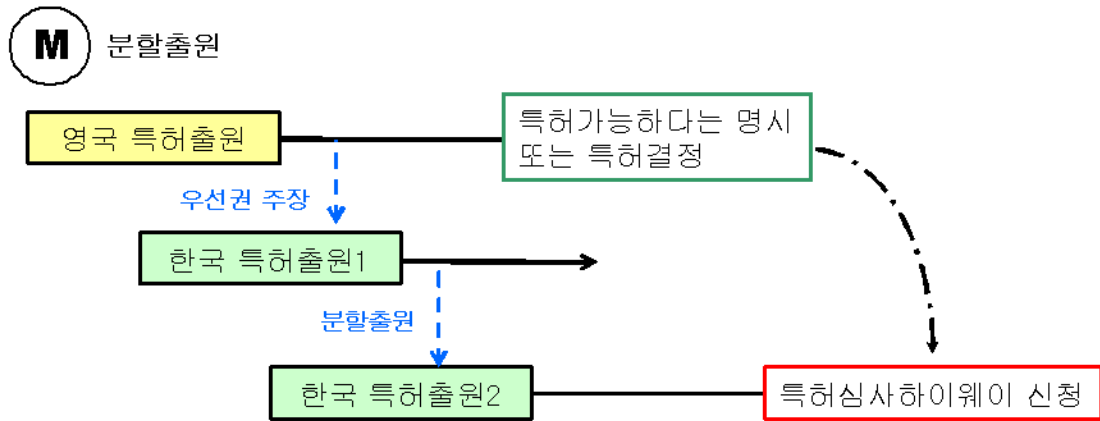 M 분할출원
영국 특허출원
특허가능하다는 명시
또는 특허결정
우선권 주장
한국 특허출원1
분할출원
한국 특허출원2
특허심사하이웨이 신청